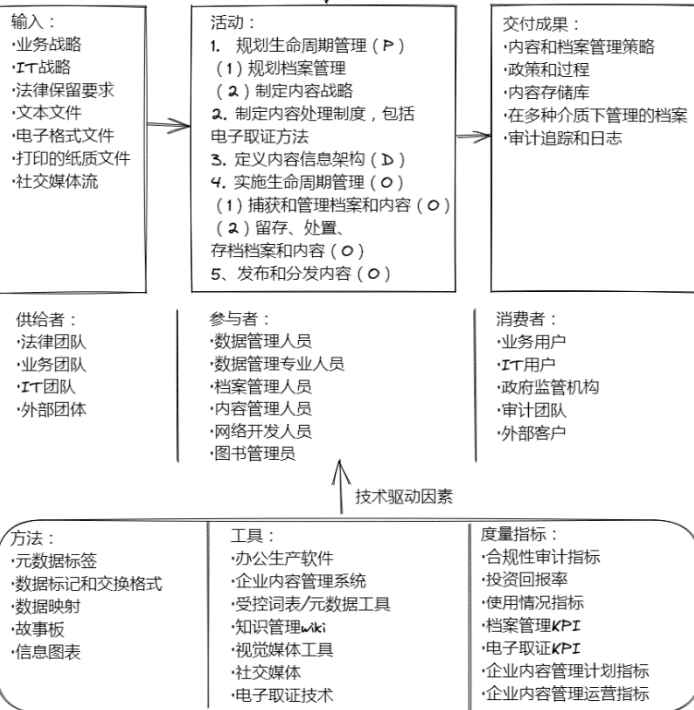 输入：
·业务战略
·IT战略
·法律保留要求
·文本文件
·电子格式文件
·打印的纸质文件
·社交媒体流
活动：
1. 规划生命周期管理（P）
（1）规划档案管理
（2）制定内容战略
2. 制定内容处理制度，包括
电子取证方法
3. 定义内容信息架构（D）
4. 实施生命周期管理（O）
（1）捕获和管理档案和内容（O）
（2）留存、处置、
存档档案和内容（O）
5、发布和分发内容（O）
交付成果：
·内容和档案管理策略
·政策和过程
·内容存储库
·在多种介质下管理的档案
·审计追踪和日志
供给者：
·法律团队
·业务团队
·IT团队
·外部团体
参与者：
·数据管理人员
·数据管理专业人员
·档案管理人员
·内容管理人员
·网络开发人员
·图书管理员
消费者：
·业务用户
·IT用户
·政府监管机构
·审计团队
·外部客户
技术驱动因素
方法：
·元数据标签
·数据标记和交换格式
·数据映射
·故事板
·信息图表
工具：
·办公生产软件
·企业内容管理系统
·受控词表/元数据工具
·知识管理wiki
·视觉媒体工具
·社交媒体
·电子取证技术
度量指标：
·合规性审计指标
·投资回报率
·使用情况指标
·档案管理KPI
·电子取证KPI
·企业内容管理计划指标
·企业内容管理运营指标